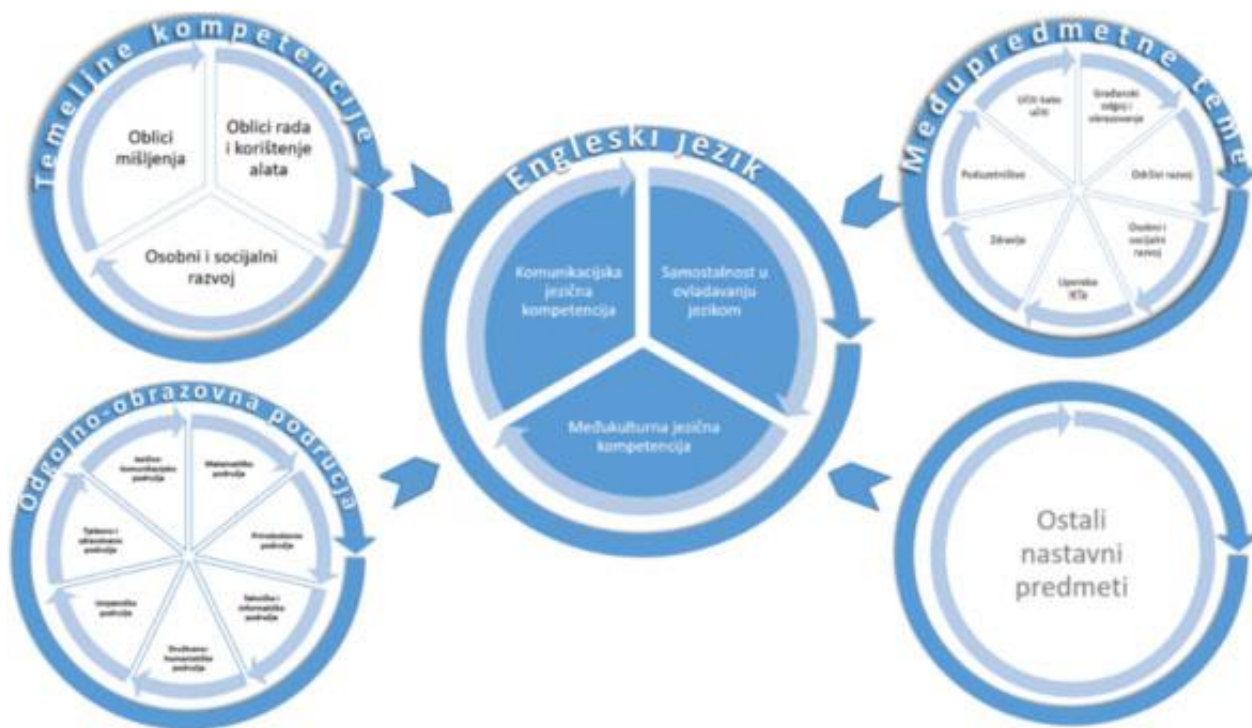 Temeljne kompetencije
Oblici
mišljenja
Oblici rada
i korištenje
alata
Osobni i socijalni
razvoj
Engleski jezik
Komunikacijska
jezična
kompetencija
Samostalnost u
ovladavanju
jezikom
Međukulturna jezična
kompetencija
Međupredmetne teme
Učiti kako
učiti
Građanski
odgoj i
obrazovanje
Održivi razvoj
Osobni i
socijalni
razvoj
Uporaba
IKTa
Zdravlje
Poduzetništvo
Odgojno-obrazovna područja
Jezično-
komunikacijsko
područje
Matematičko
područje
Prirodoslovno
područje
Tehničko i
informatičko
područje
Društveno-
humanističko
područje
Umjetničko
područje
Tjelesno i
zdravstveno
područje
Ostali
nastavni
predmeti